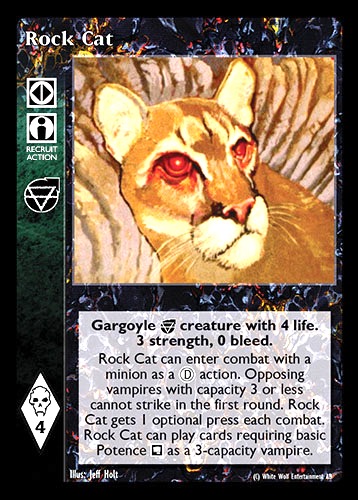 Rock Cat
RECRUIT
ACTION
Gargoyle creature with 4 life.
3 strength, 0 bleed.
Rock Cat can enter combat with a
minion as a Ⓓ action. Opposing
vampires with capacity 3 or less
cannot strike in the first round. Rock
Cat gets 1 optional press each combat.
Rock Cat can play cards requiring basic
Potence as a 3-capacity vampire.
4
Illus: Jeff Holt
(C) White Wolf Entertainment AB